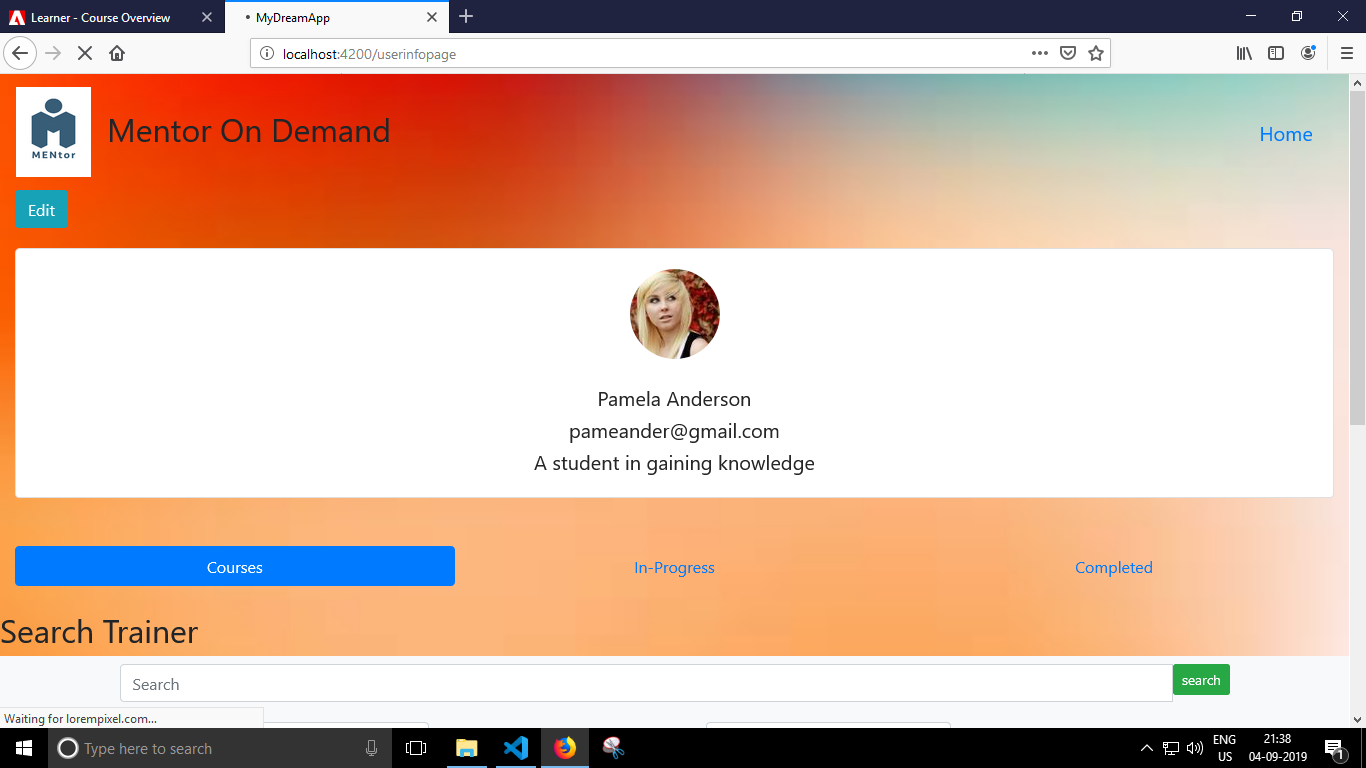 Learner - Course Overview
MyDreamApp
localhost:4200/userinfopage
MENtor
Mentor On Demand
Home
Edit
Pamela Anderson
pameander@gmail.com
A student in gaining knowledge
Courses
In-Progress
Completed
Search Trainer
Search
search
Waiting for lorempixel.com...
Type here to search
ENG
US
21:38
04-09-2019
1